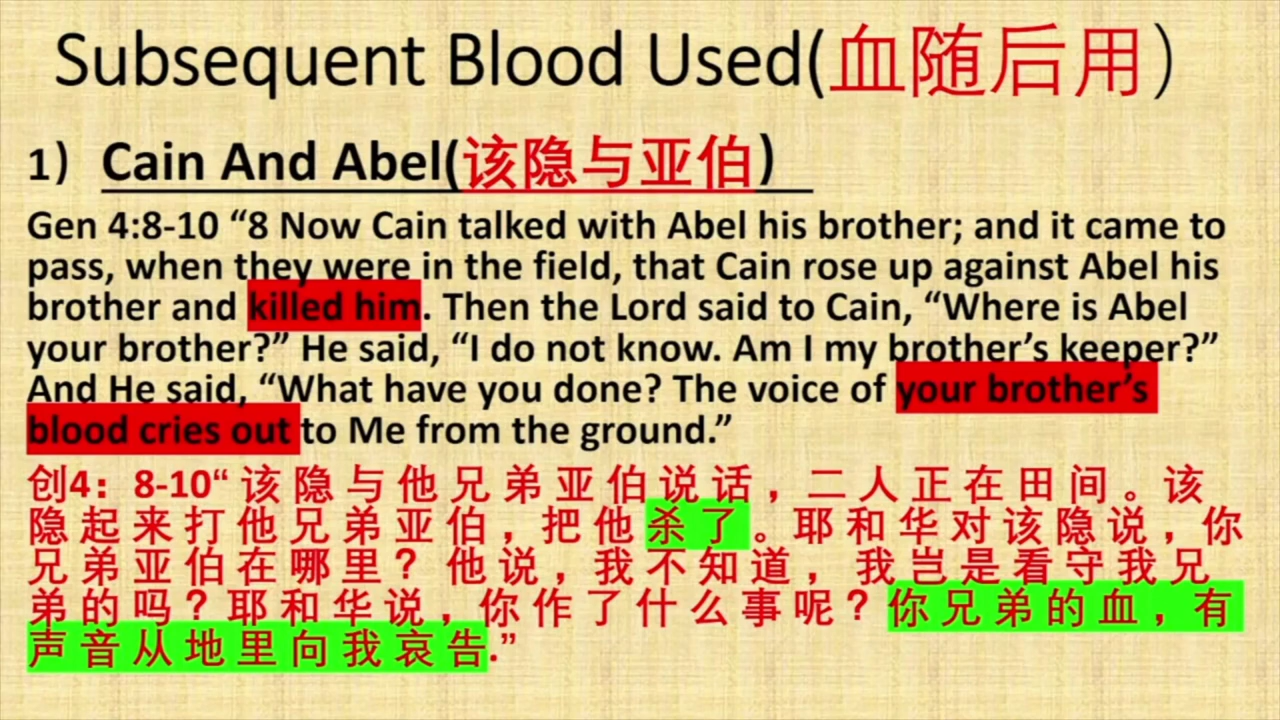 Subsequent Blood Used(血随后用)
1) Cain And Abel(该隐与亚伯)
Gen 4:8-10 “8 Now Cain talked with Abel his brother; and it came to
pass, when they were in the field, that Cain rose up against Abel his
brother and killed him. Then the Lord said to Cain, “Where is Abel
your brother?” He said, “I do not know. Am I my brother’s keeper?”
And He said, “What have you done? The voice of your brother’s
blood cries out to Me from the ground.”
创4：8-10“ 该隐与他兄弟亚伯说话，二人正在田间。该
隐起来打他兄弟亚伯，把他杀了。耶和华对该隐说，你
兄弟亚伯在哪里？他说，我不知道，我岂是看守我兄
弟的吗？耶和华说，你作了什么事呢？你兄弟的血，有
声音从地里向我哀告.”